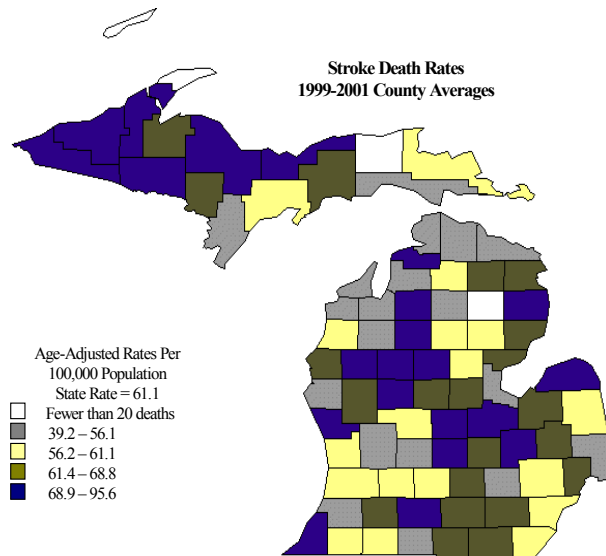 Stroke Death Rates
1999-2001 County Averages
Age-Adjusted Rates Per
100,000 Population
State Rate = 61.1
Fewer than 20 deaths
39.2 – 56.1
56.2 – 61.1
61.4 – 68.8
68.9 – 95.6